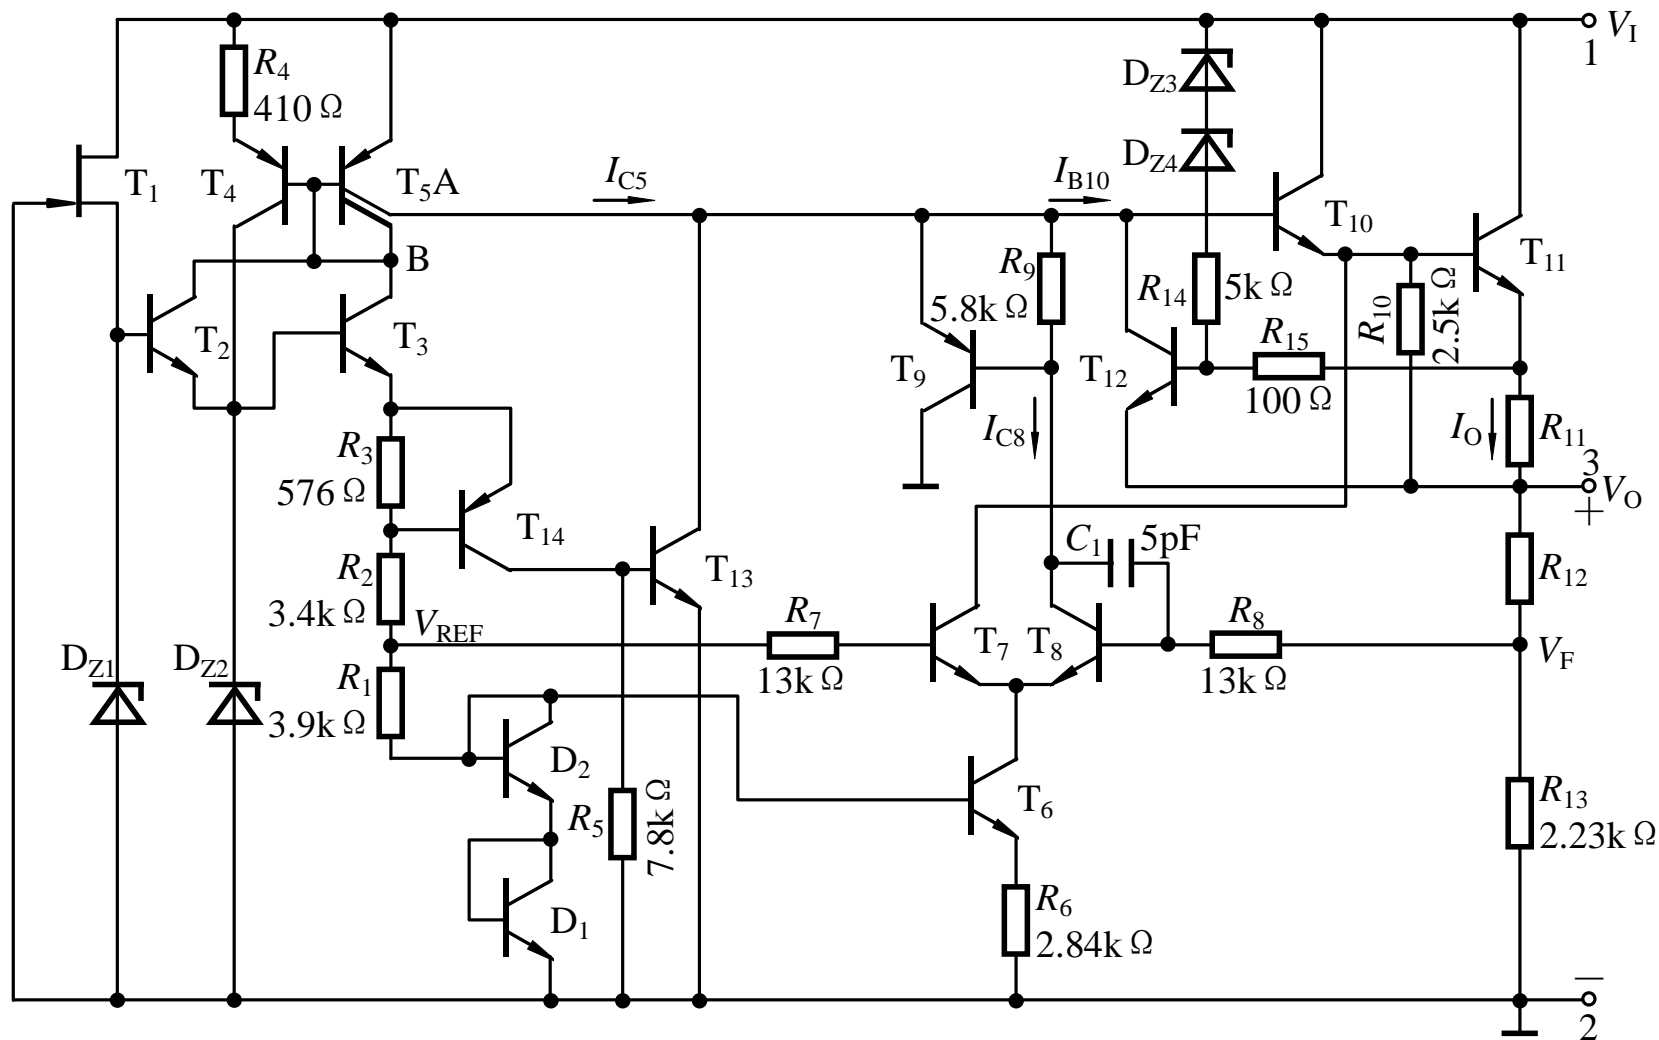 V_I
1
R_4
410 Ω
D_Z3
D_Z4
T_1
T_4
T_5A
I_C5
I_B10
T_10
T_11
B
R_9
5.8k Ω
R_14
5k Ω
R_10
2.5k Ω
T_2
T_3
R_15
100 Ω
T_9
T_12
I_C8
I_O
R_11
3
V_O
+
R_3
576 Ω
T_14
C_1
5pF
R_2
3.4k Ω
T_13
R_12
V_REF
R_7
13k Ω
T_7
T_8
R_8
13k Ω
V_F
D_Z1
D_Z2
R_1
3.9k Ω
D_2
R_5
7.8k Ω
T_6
R_13
2.23k Ω
D_1
R_6
2.84k Ω
—
2